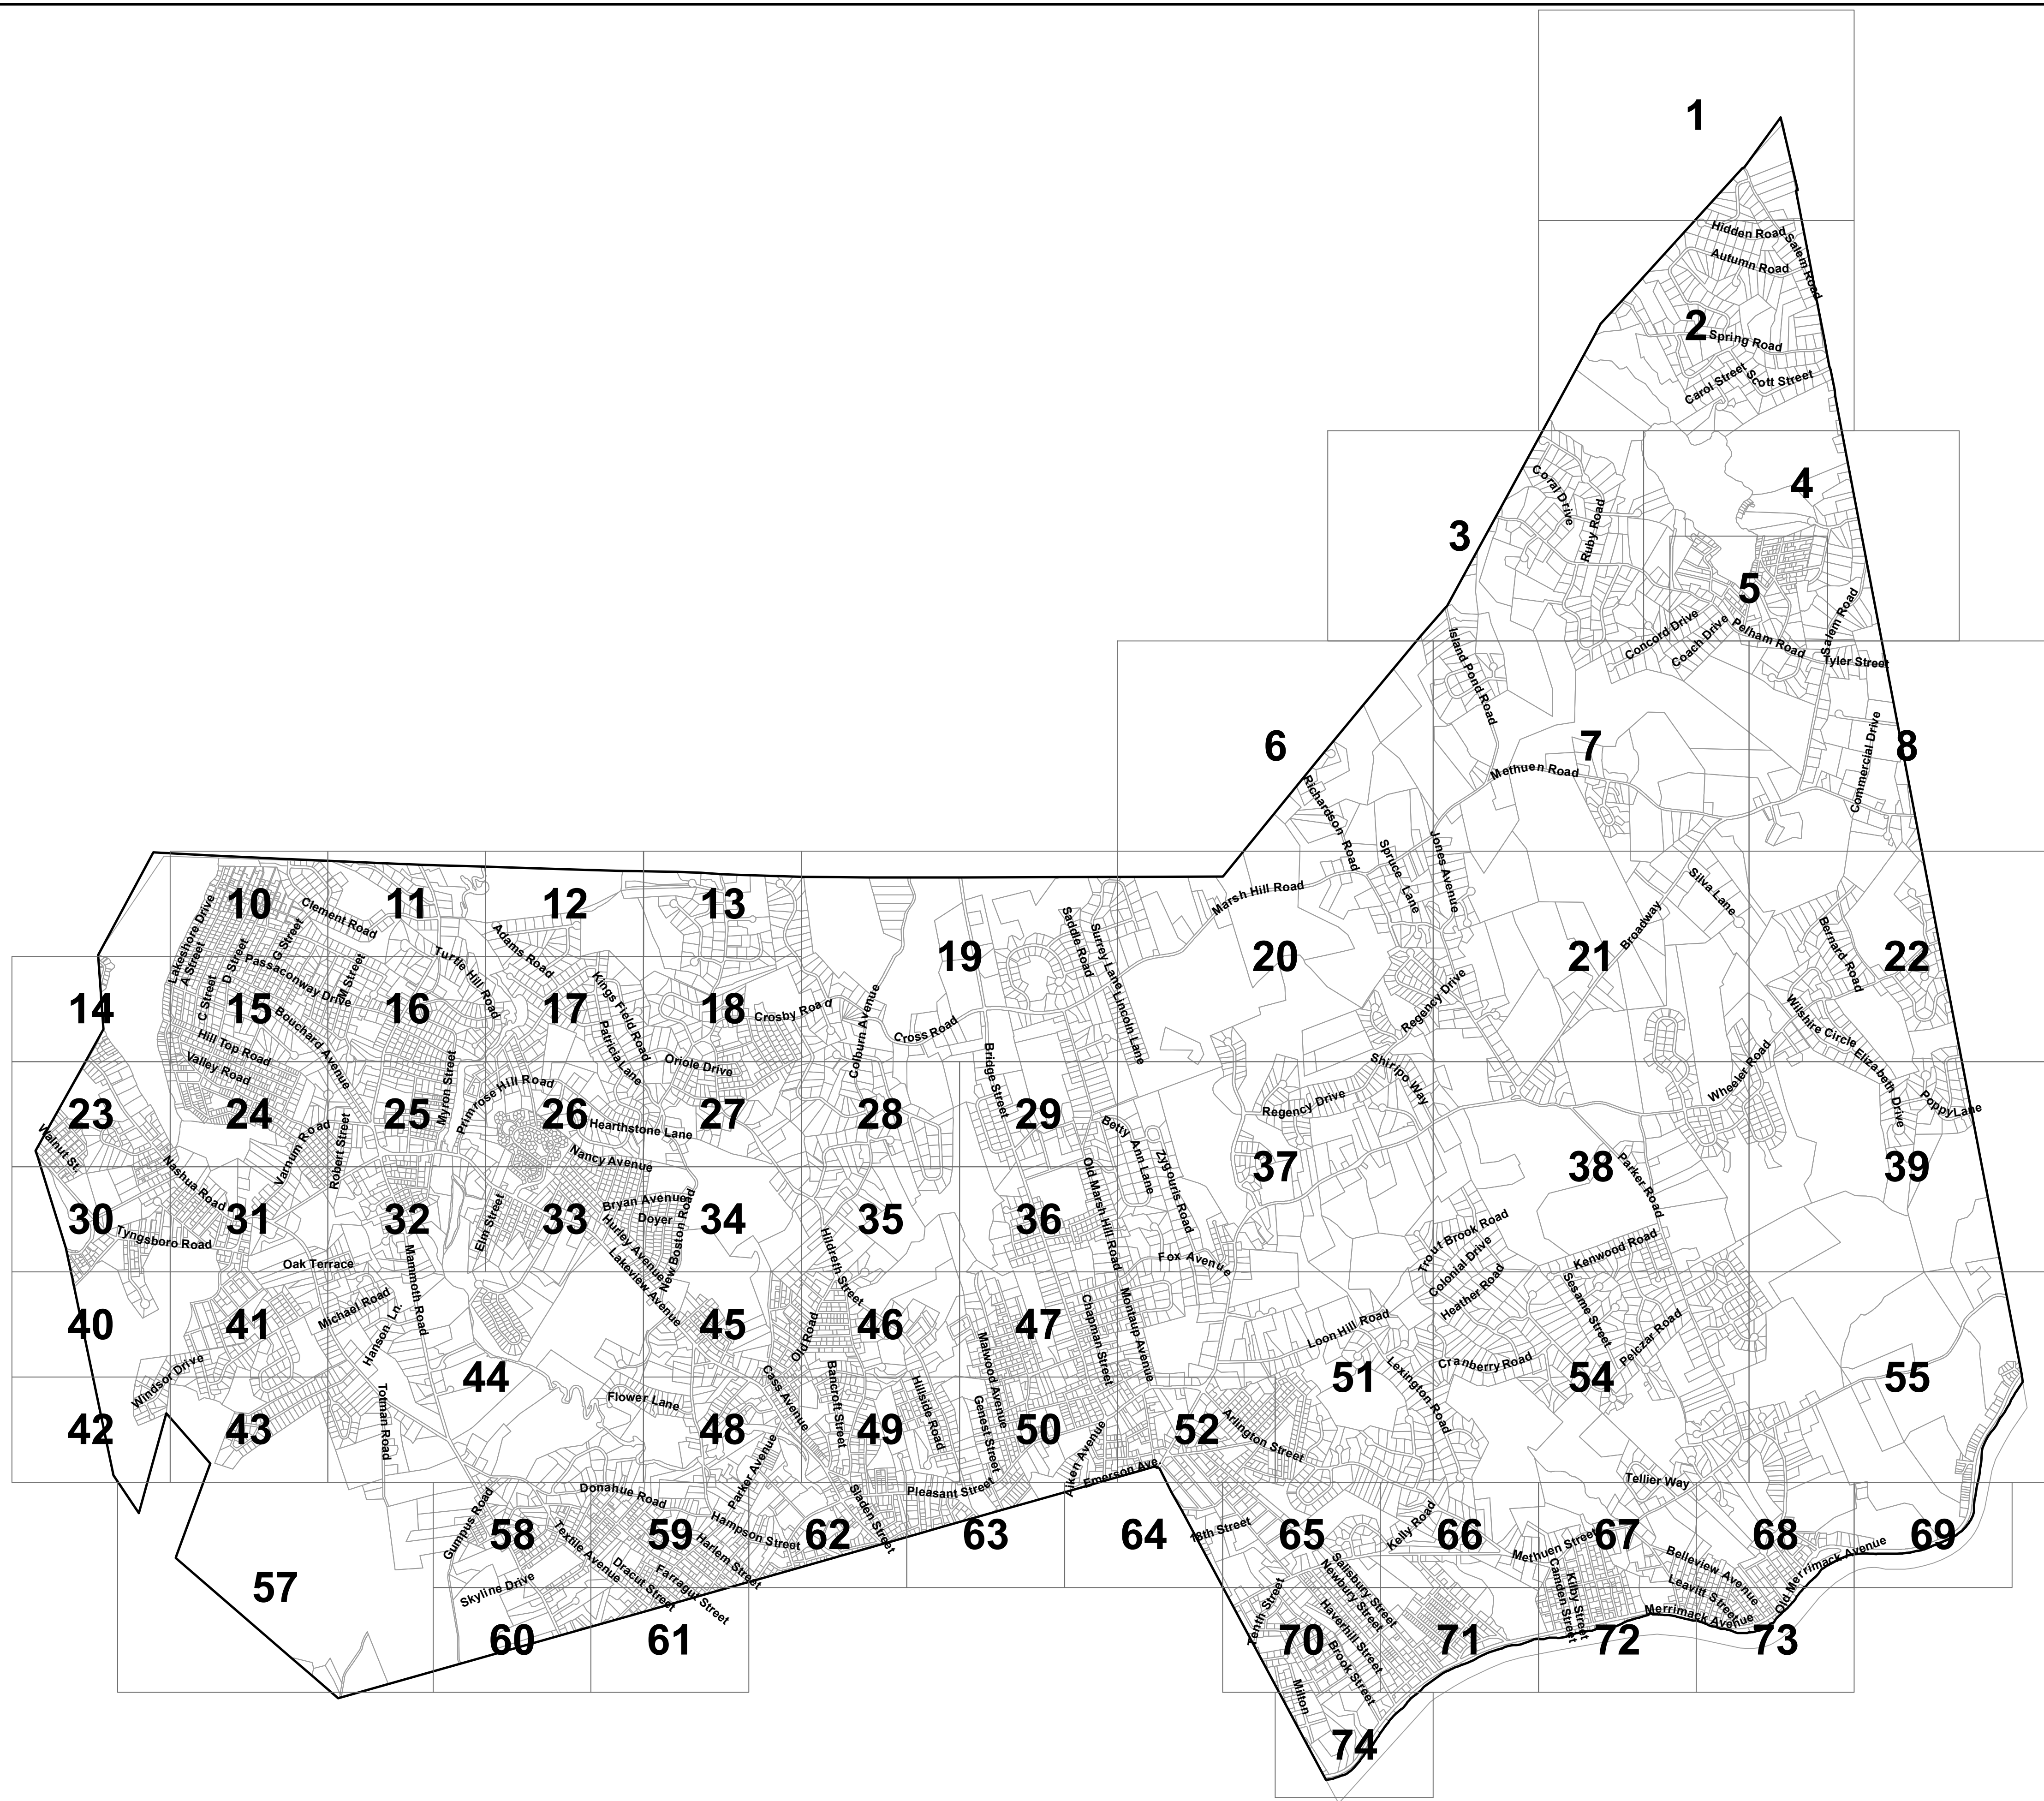 1
Hidden Road
Salem Road
Autumn Road
2
Spring Road
Carol Street
Scott Street
Coral Drive
Ruby Road
4
3
5
Concord Drive
Coach Drive
Pelham Road
Salem Road
Tyler Street
Island Pond Road
6
7
8
Methuen Road
Commercial Drive
Richardson Road
Spruce Lane
Jones Avenue
Silva Lane
Marsh Hill Road
Broadway
10
11
12
13
Lakeshore Drive
Clement Road
A Street
D Street
G Street
Passaconway Drive
M Street
Turtle Hill Road
Adams Road
Kings Field Road
19
Saddle Road
Surrey Lane
Lincoln Lane
20
21
Bernard Road
22
14
C Street
15
Bouchard Avenue
16
17
Patricia Lane
18
Crosby Road
Colburn Avenue
Cross Road
Regency Drive
Wilshire Circle
Elizabeth Drive
Hill Top Road
Valley Road
Myron Street
Primrose Hill Road
Oriole Drive
Bridge Street
Shiripo Way
Wheeler Road
23
24
25
26
27
28
29
Regency Drive
Poppy Lane
Walnut St.
Varnum Road
Robert Street
Hearthstone Lane
Nancy Avenue
Betty Ann Lane
Zygouris Road
37
38
Parker Road
39
Nashua Road
30
31
32
Elm Street
33
Bryan Avenue
Doyer
New Boston Road
34
35
36
Old Marsh Hill Road
Tyngsboro Road
Oak Terrace
Mammoth Road
Hurley Avenue
Lakeview Avenue
Hildreth Street
Fox Avenue
Trout Brook Road
Colonial Drive
Heather Road
Kenwood Road
40
41
Michael Road
Hanson Ln.
45
Old Road
46
47
Chapman Street
Montaup Avenue
Loon Hill Road
Sesame Street
Pelczar Road
Windsor Drive
44
Flower Lane
Cass Avenue
Bancroft Street
Hillside Road
Malwood Avenue
51
Lexington Road
Cranberry Road
54
55
42
43
Totman Road
48
49
Genest Street
50
Aiken Avenue
52
Arlington Street
Emerson Ave.
Donahue Road
Parker Avenue
Sladen Street
Pleasant Street
Tellier Way
Gumpus Road
58
Textile Avenue
59
Hampson Street
Harlem Street
62
63
64
18th Street
65
Kelly Road
66
Methuen Street
67
68
69
57
Skyline Drive
Dracut Street
Farragut Street
Salisbury Street
Newbury Street
Camden Street
Kilby Street
Belleview Avenue
Leavitt Street
Old Merrimack Avenue
Merrimack Avenue
60
61
Tenth Street
70
Haverhill Street
Brook Street
71
72
73
Milton
74